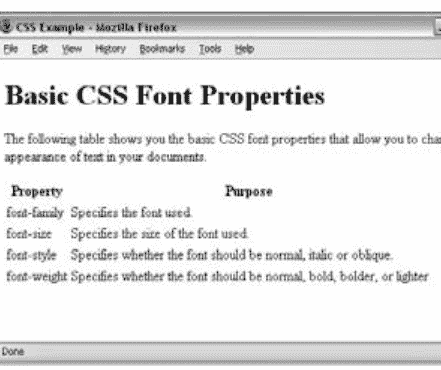 CSS Example - Mozilla Firefox
File Edit View History Bookmarks Tools Help
Basic CSS Font Properties
The following table shows you the basic CSS font properties that allow you to cha
appearance of text in your documents.
Property Purpose
font-family Specifies the font used.
font-size Specifies the size of the font used.
font-style Specifies whether the font should be normal, italic or oblique.
font-weight Specifies whether the font should be normal, bold, bolder, or lighter
Done